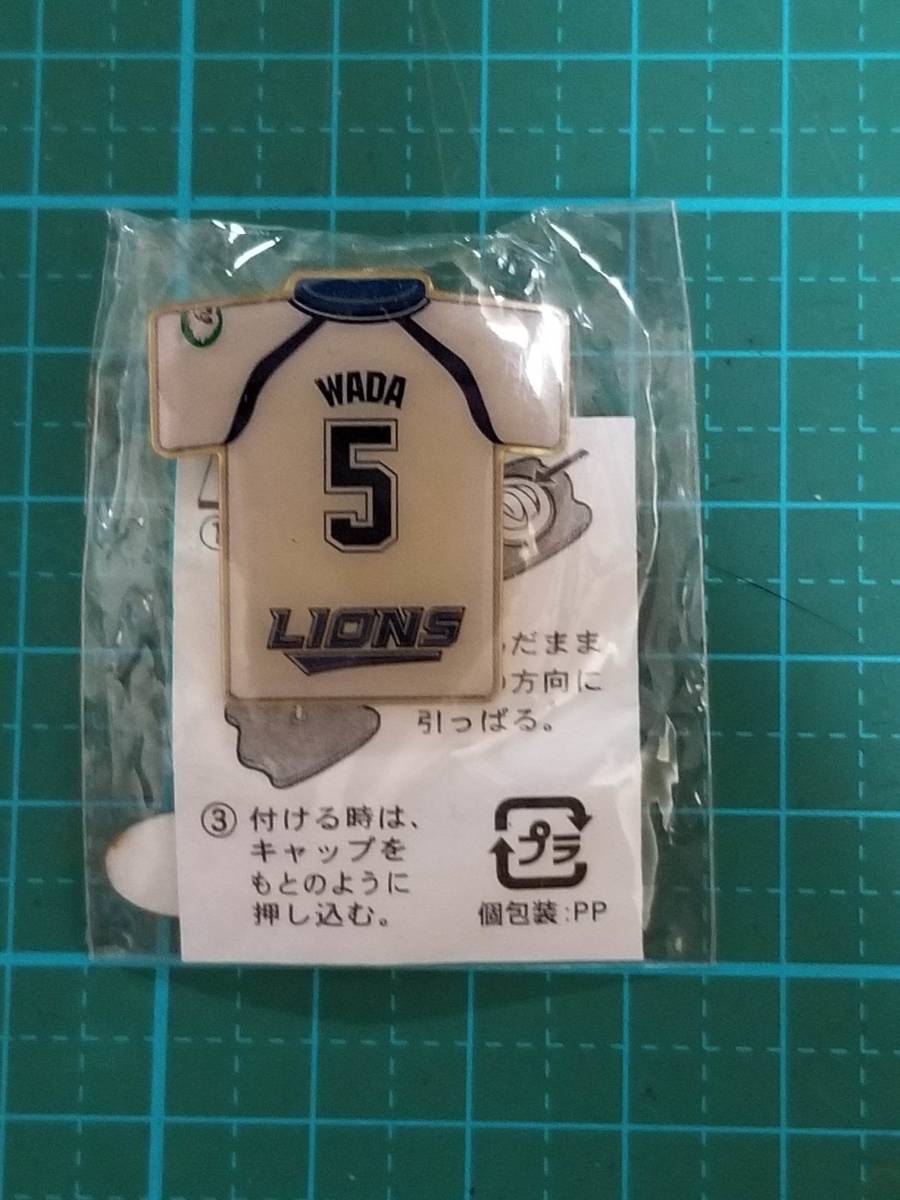 WADA
5
LIONS
だまま
方向に
引っぱる。
③ 付ける時は、
キャップを
もとのように
押し込む。
プラ
個包装:PP